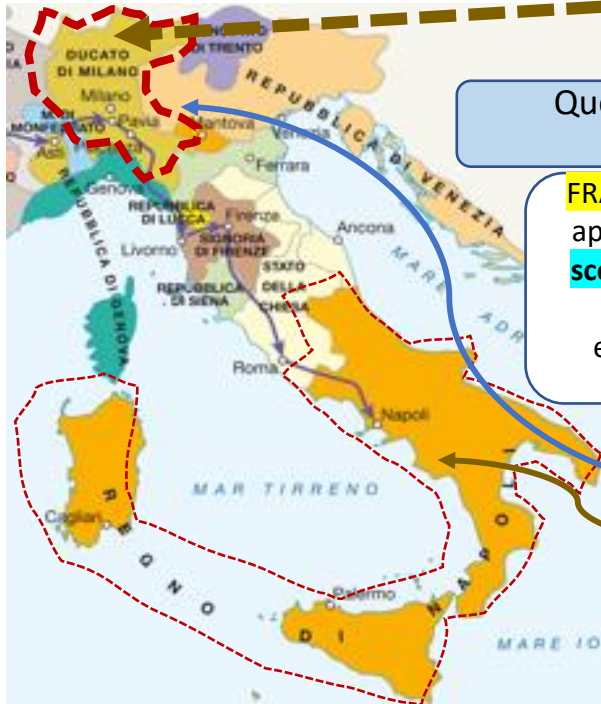 DI TRENTO
DUCATO
DI MILANO
Milano
Pavia
Mantova
Venezia
MONFERRATO
Asti
Genova
Ferrara
REPUBBLICA DI VENEZIA
REPUBBLICA
DI LUCCA
Firenze
SIGNORIA
DI FIRENZE
Livorno
Ancona
REPUBBLICA
DI SIENA
STATO
DELLA
CHIESA
REPUBBLICA DI GENOVA
MARE ADR
Roma
Napoli
MAR TIRRENO
Cagliari
REGNO DI NAPOLI
Palermo
MARE IO
Que
FRA
ap
sco
e